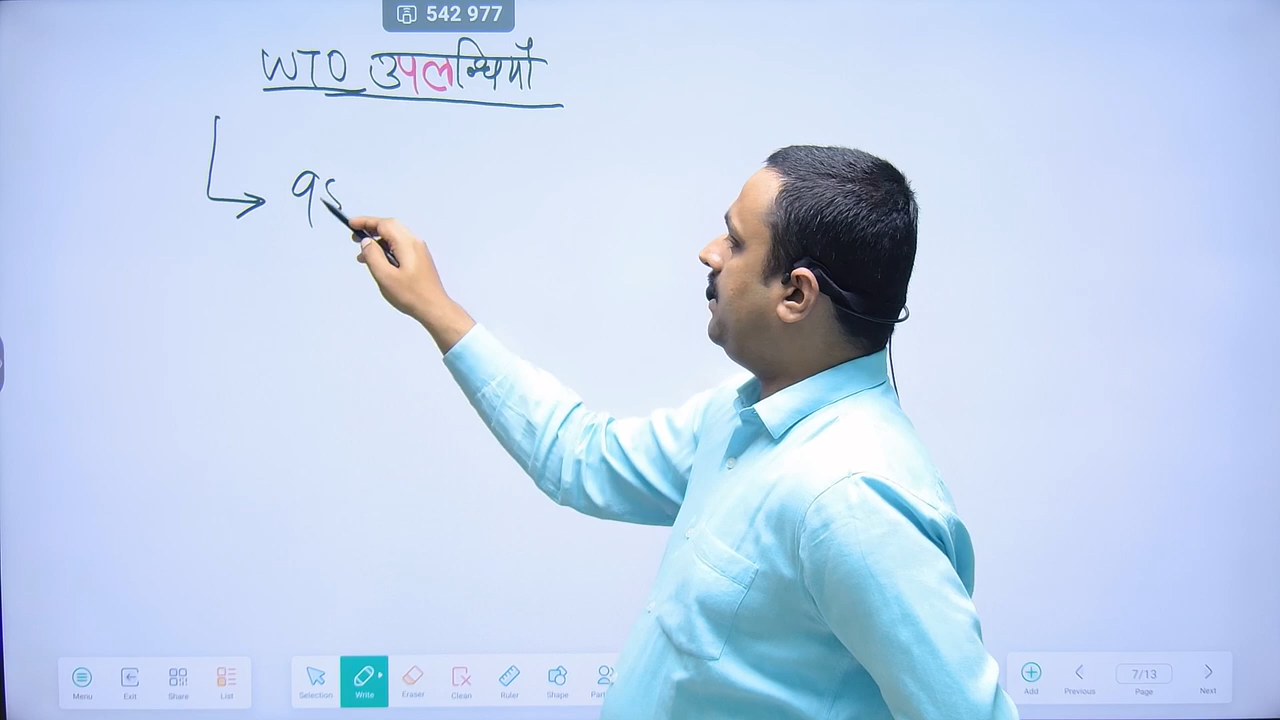 542 977
WTO उपलब्धियाँ
Menu Exit Share List Selection Write Eraser Clean Ruler Shape Add Previous 7/13 Page Next